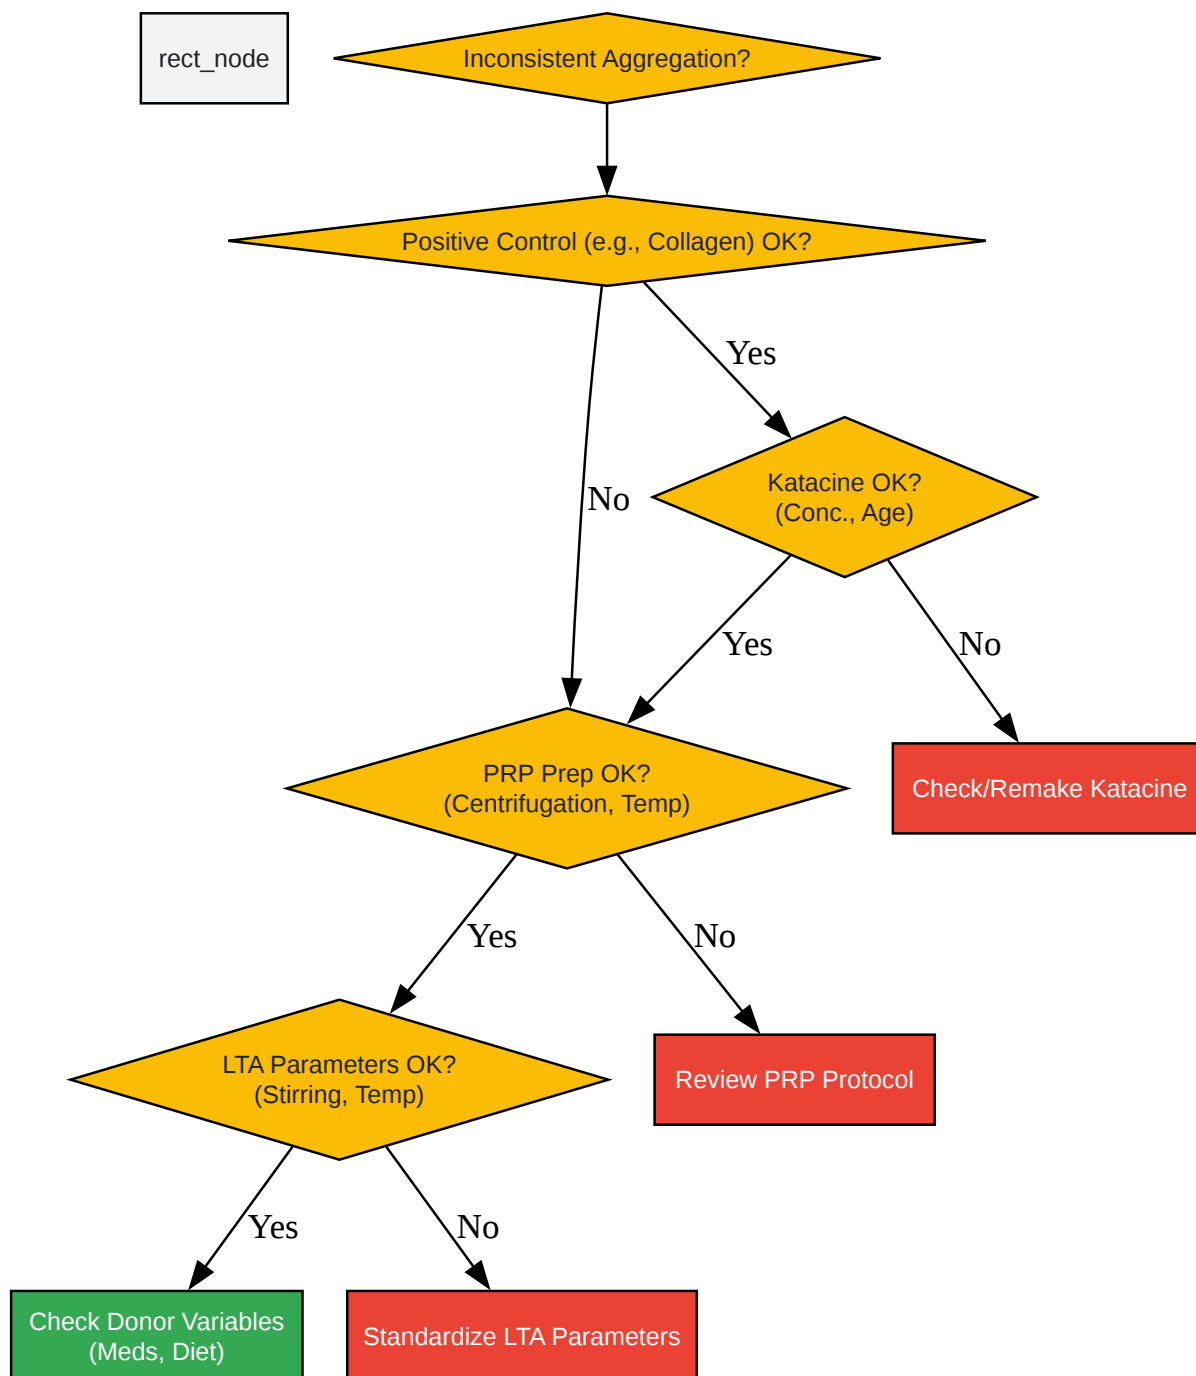 rect_node
Inconsistent Aggregation?
Positive Control (e.g., Collagen) OK?
Yes
No
Katacine OK?
(Conc., Age)
Yes
No
PRP Prep OK?
(Centrifugation, Temp)
Check/Remake Katacine
Yes
No
LTA Parameters OK?
(Stirring, Temp)
Review PRP Protocol
Yes
No
Check Donor Variables
(Meds, Diet)
Standardize LTA Parameters